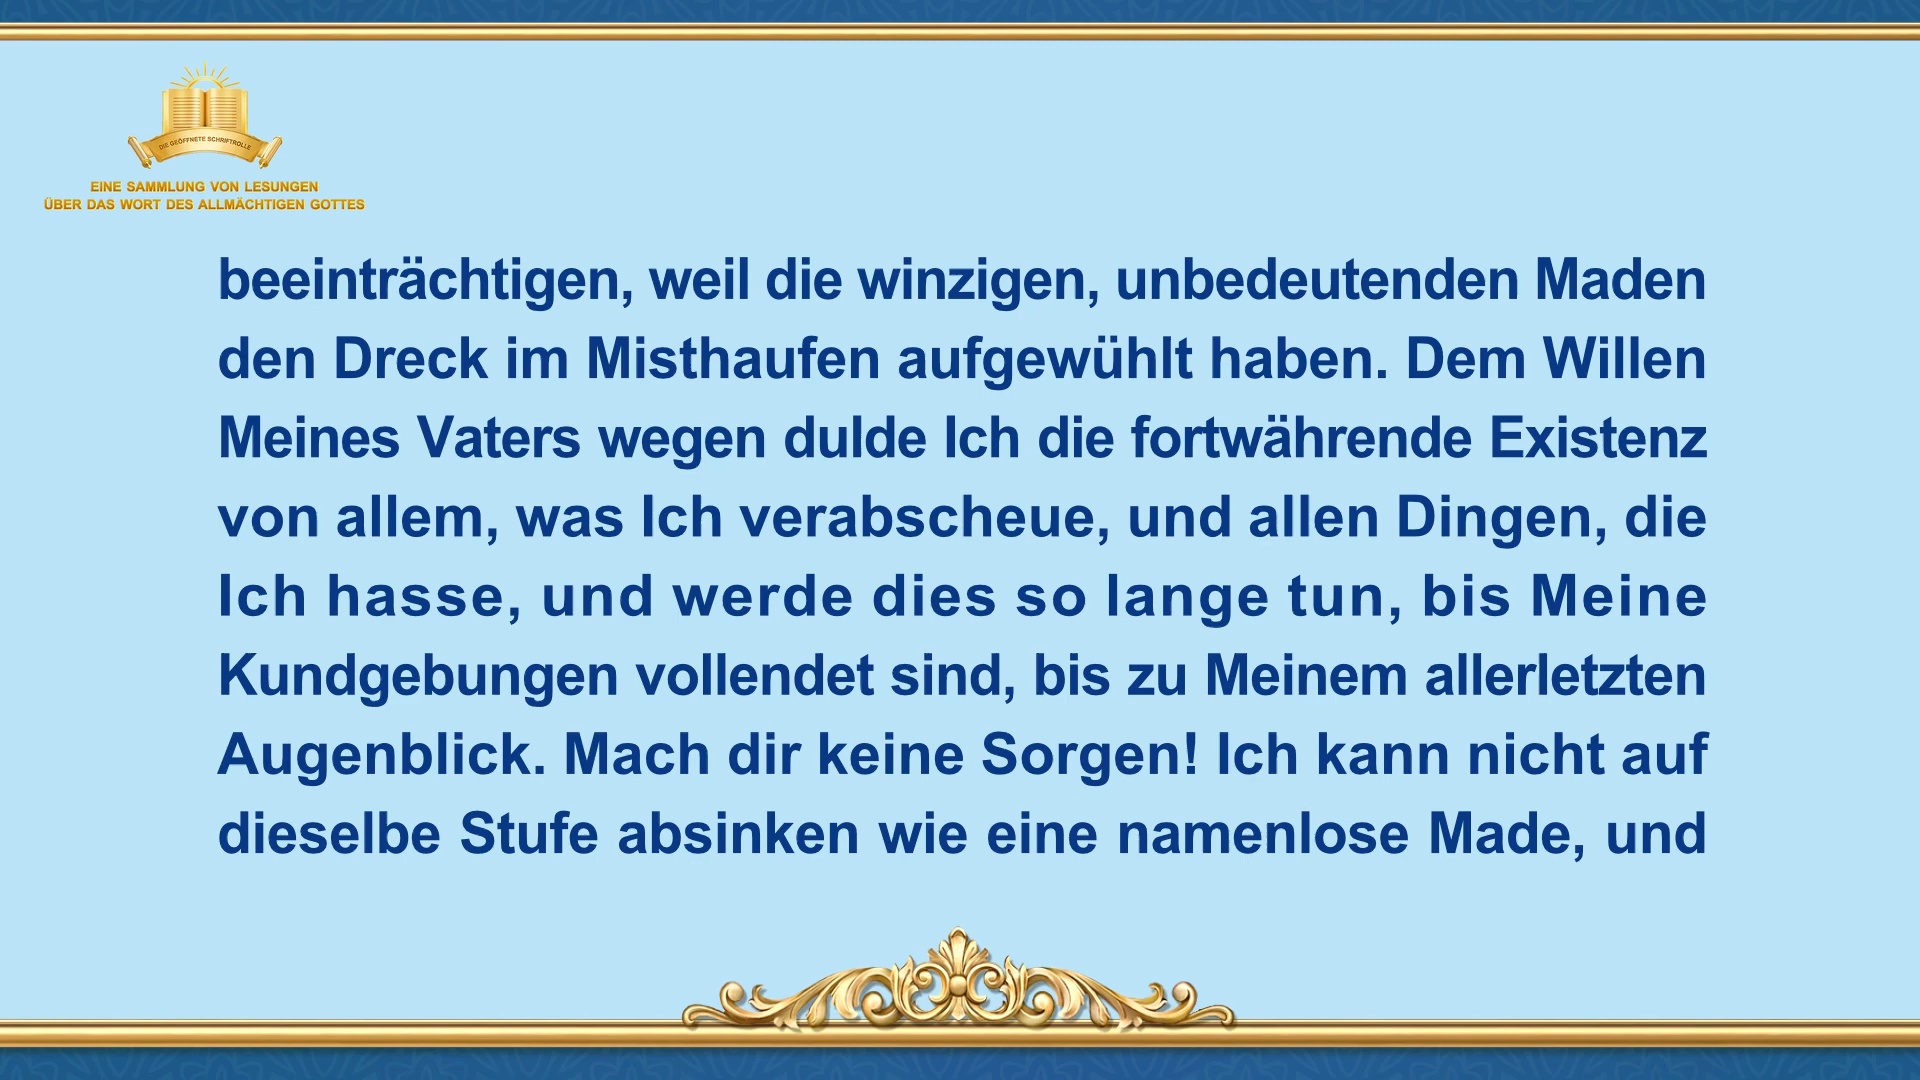 DIE GEÖFFNETE SCHRIFTROLLE
EINE SAMMLUNG VON LESUNGEN
ÜBER DAS WORT DES ALLMÄCHTIGEN GOTTES
beeinträchtigen, weil die winzigen, unbedeutenden Maden
den Dreck im Misthaufen aufgewühlt haben. Dem Willen
Meines Vaters wegen dulde Ich die fortwährende Existenz
von allem, was Ich verabscheue, und allen Dingen, die
Ich hasse, und werde dies so lange tun, bis Meine
Kundgebungen vollendet sind, bis zu Meinem allerletzten
Augenblick. Mach dir keine Sorgen! Ich kann nicht auf
dieselbe Stufe absinken wie eine namenlose Made, und